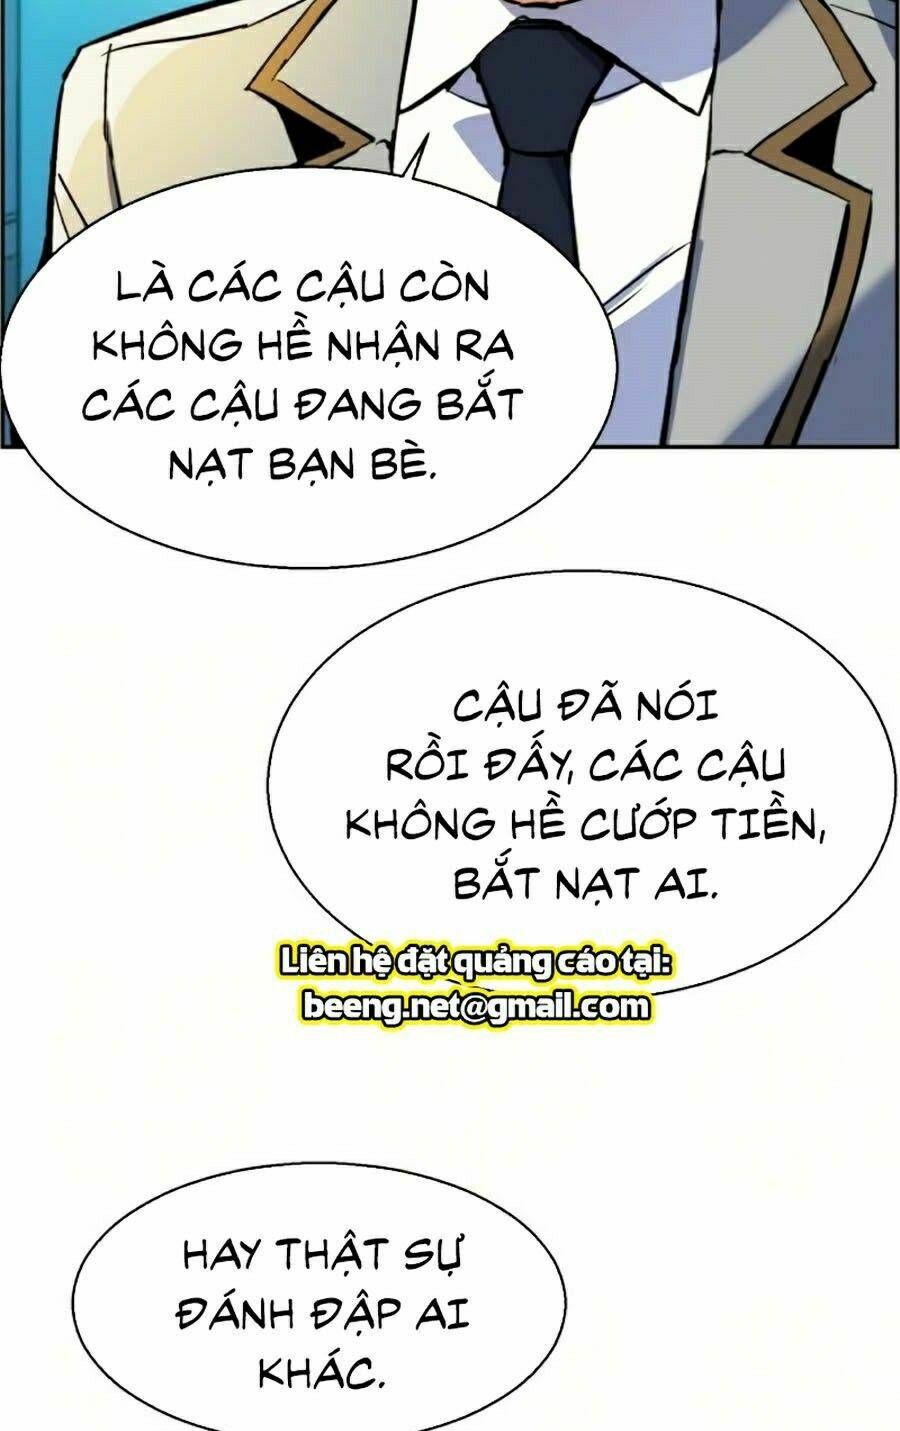 LÀ CÁC CẬU CÒN
KHÔNG HỀ NHẬN RA
CÁC CẬU ĐANG BẮT
NẠT BẠN BÈ.
CẬU ĐÃ NÓI
RỒI ĐẤY, CÁC CẬU
KHÔNG HỀ CƯỚP TIỀN,
BẮT NẠT AI.
Liên hệ đặt quảng cáo tại:
beeng.net@gmail.com
HAY THẬT SỰ
ĐÁNH ĐẬP AI
KHÁC.